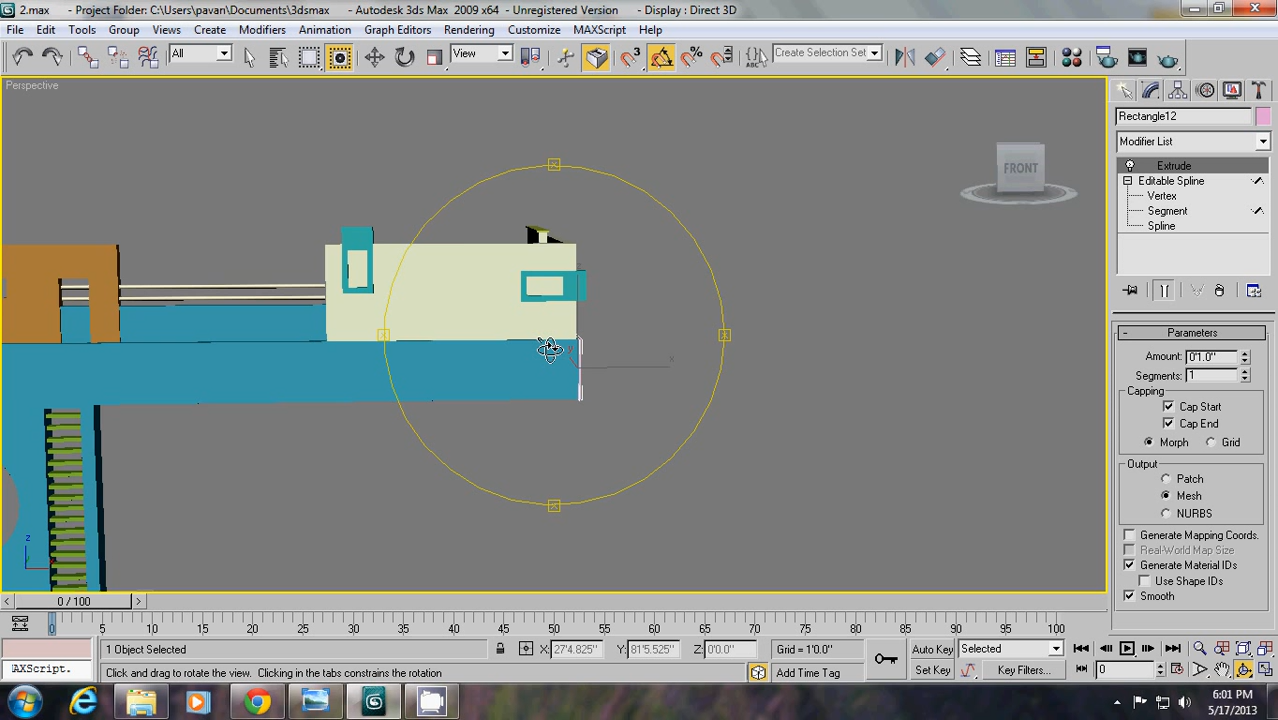 2.max - Project Folder: C:\Users\pavan\Documents\3dsmax - Autodesk 3ds Max 2009 x64 - Unregistered Version - Display : Direct 3D
File Edit Tools Group Views Create Modifiers Animation Graph Editors Rendering Customize MAXScript Help
All View Create Selection Set
Perspective
FRONT
Rectangle12
Modifier List
Extrude
Editable Spline
Vertex
Segment
Spline
- Parameters
Amount: 0'1.0"
Segments: 1
Capping
Cap Start
Cap End
Morph Grid
Output
Patch
Mesh
NURBS
Generate Mapping Coords.
Real-World Map Size
Generate Material IDs
Use Shape IDs
Smooth
x
z
< 0 / 100 >
0 5 10 15 20 25 30 35 40 45 50 55 60 65 70 75 80 85 90 95 100
1 Object Selected X: 27'4.825" Y: 81'5.525" Z: 0'0.0" Grid = 1'0.0" Auto Key Selected
Click and drag to rotate the view. Clicking in the tabs constrains the rotation Add Time Tag Set Key Key Filters... 0
6:01 PM
5/17/2013